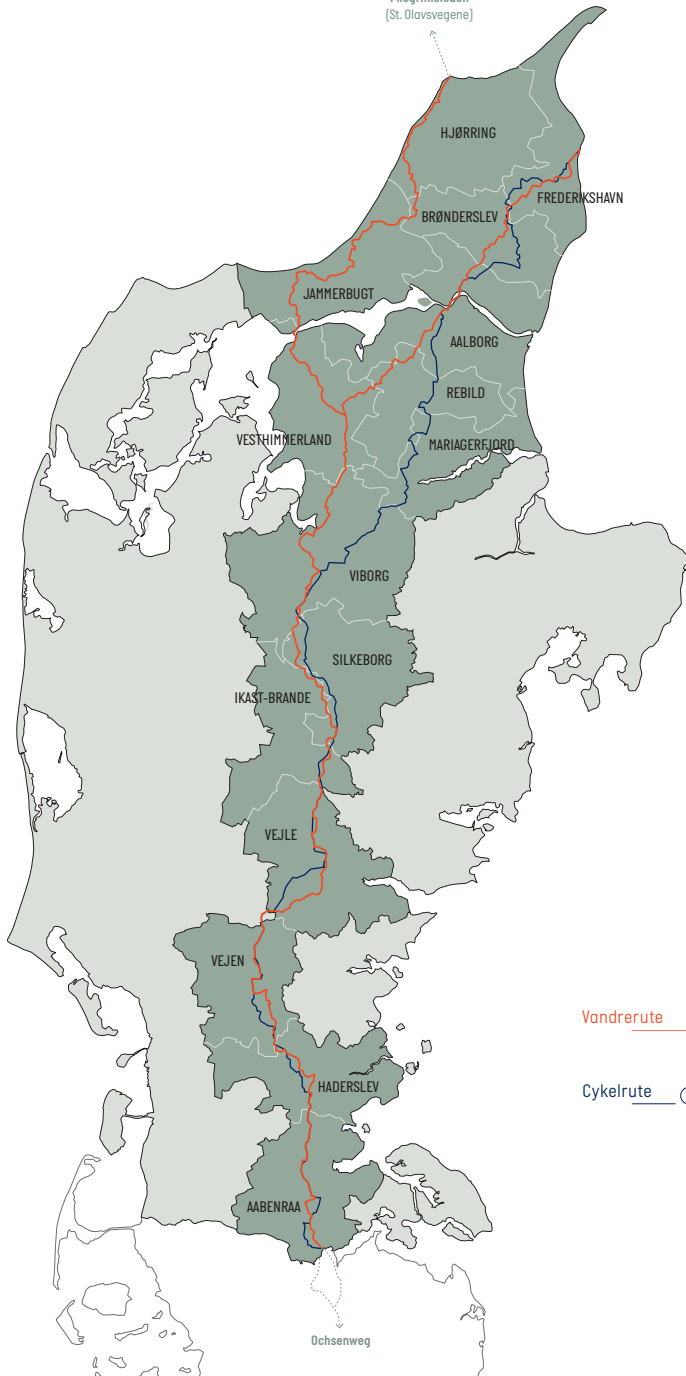 (St. Olavsvegene)
HJØRRING
FREDERIKSHAVN
BRØNDERSLEV
JAMMERBUGT
AALBORG
REBILD
VESTHIMMERLAND
MARIAGERFJORD
VIBORG
SILKEBORG
IKAST-BRANDE
VEJLE
VEJEN
Vandrerute
HADERSLEV
Cykelrute
AABENRAA
Ochsenweg